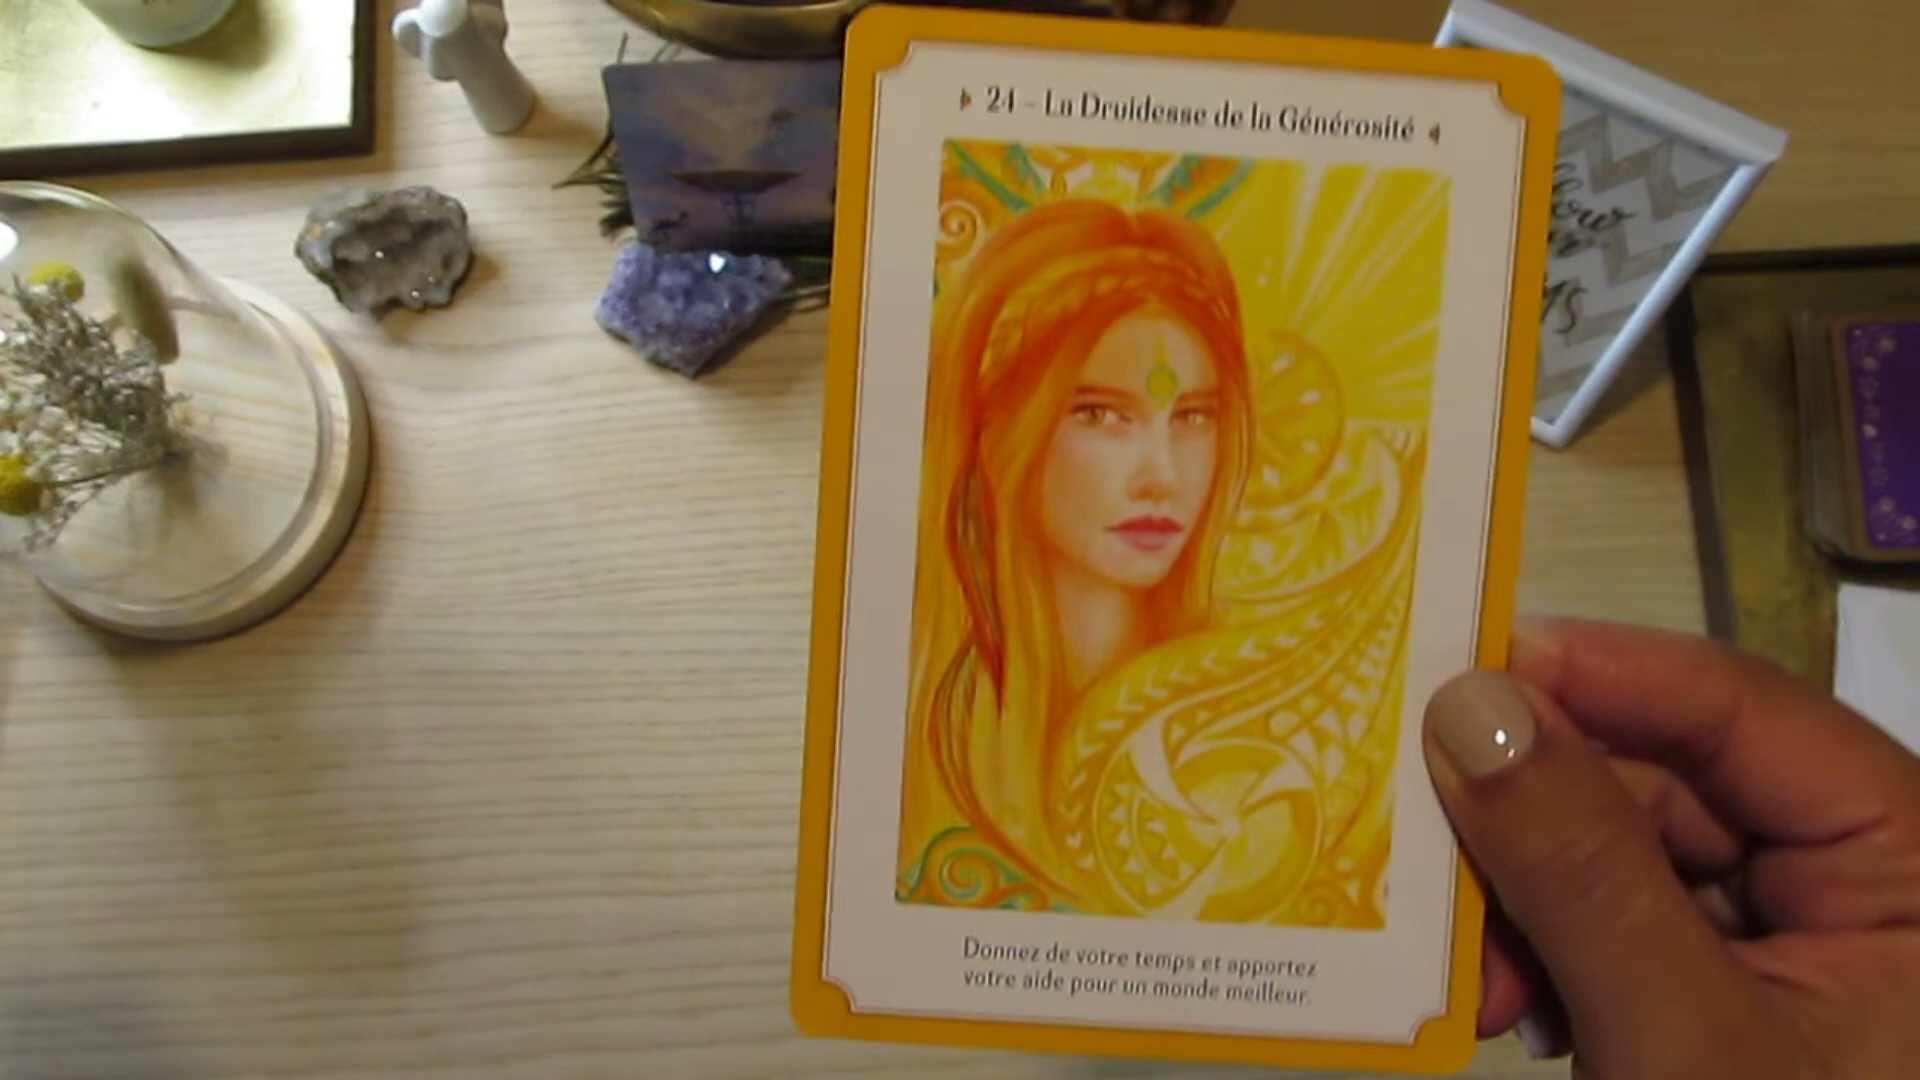 24 - La Druidesse de la Générosité
Donnez de votre temps et apportez
votre aide pour un monde meilleur.